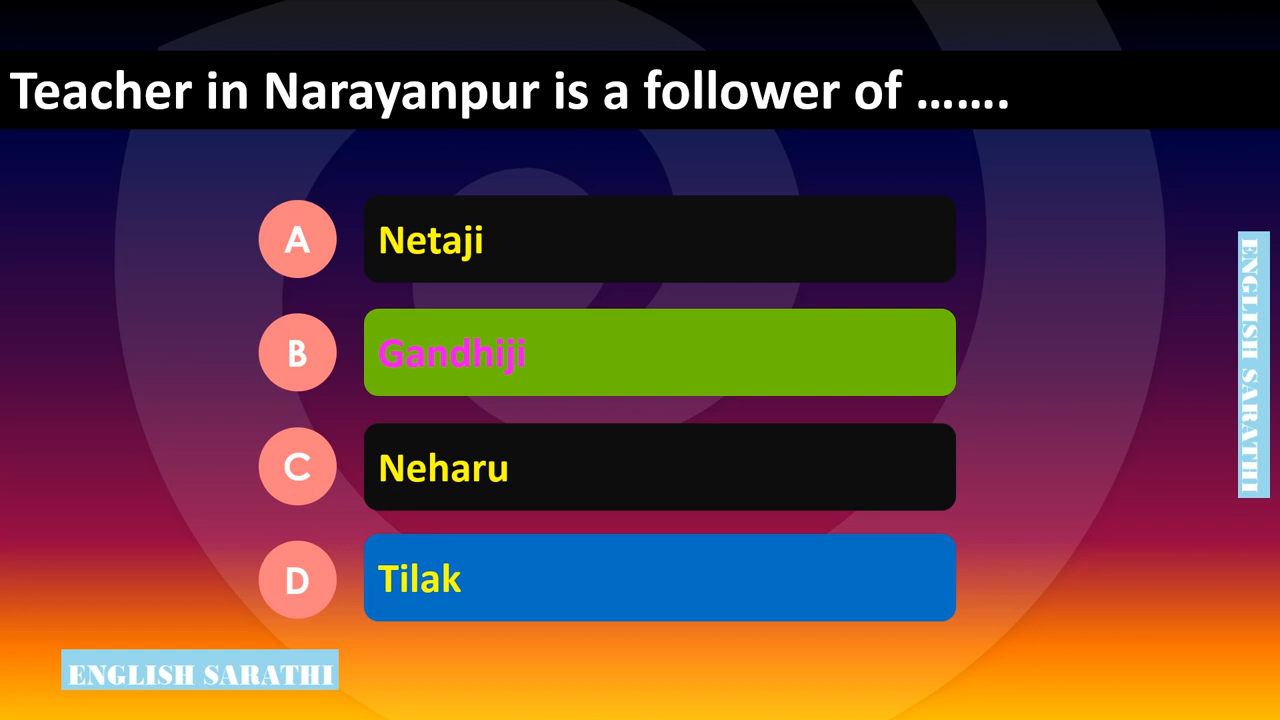 Teacher in Narayanpur is a follower of …….
A
Netaji
B
Gandhiji
C
Neharu
D
Tilak
ENGLISH SARATHI
ENGLISH SARATHI